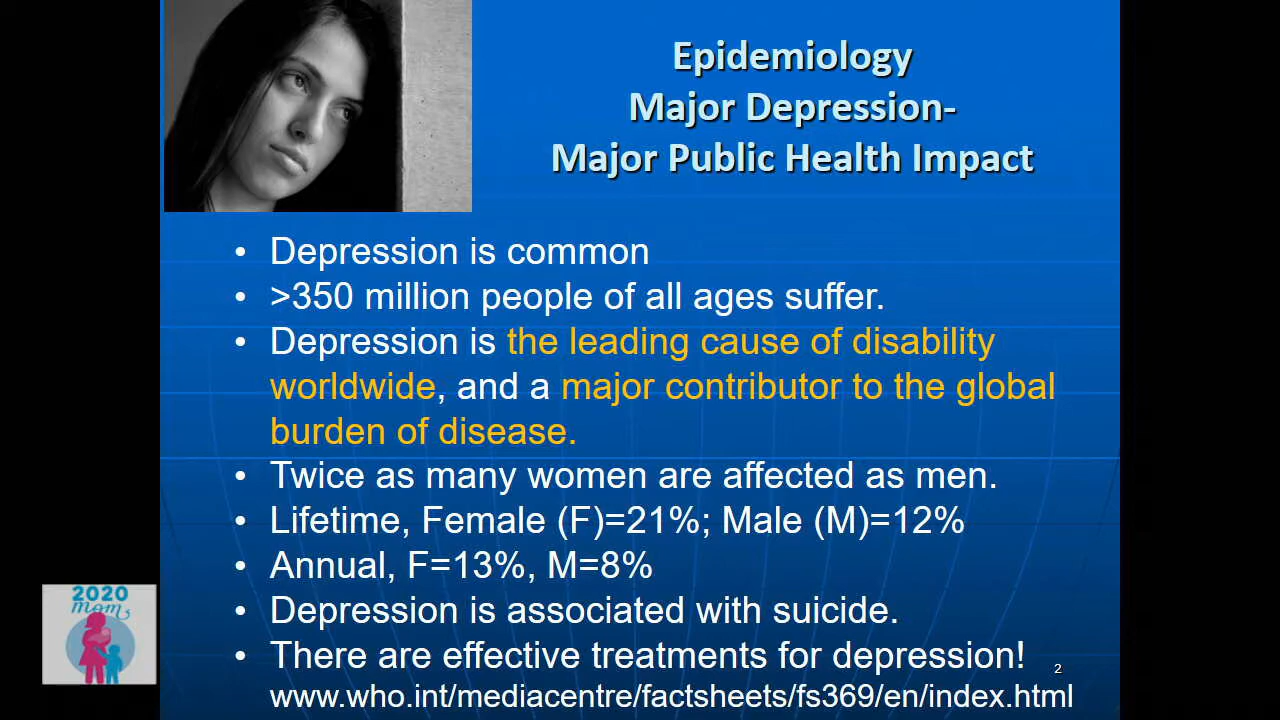 Epidemiology
Major Depression-
Major Public Health Impact
• Depression is common
• >350 million people of all ages suffer.
• Depression is the leading cause of disability
worldwide, and a major contributor to the global
burden of disease.
• Twice as many women are affected as men.
• Lifetime, Female (F)=21%; Male (M)=12%
• Annual, F=13%, M=8%
• Depression is associated with suicide.
• There are effective treatments for depression!
2
www.who.int/mediacentre/factsheets/fs369/en/index.html
2020
mom